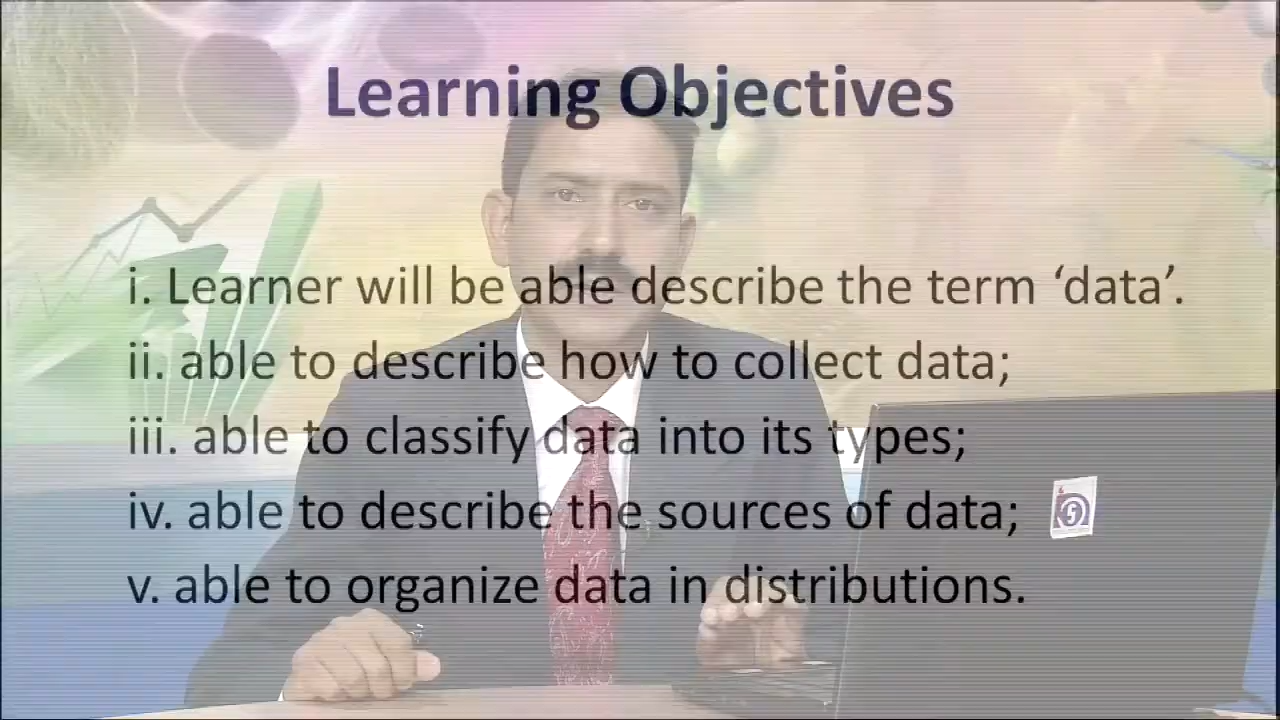 Learning Objectives
i. Learner will be able describe the term ‘data’.
ii. able to describe how to collect data;
iii. able to classify data into its types;
iv. able to describe the sources of data;
v. able to organize data in distributions.